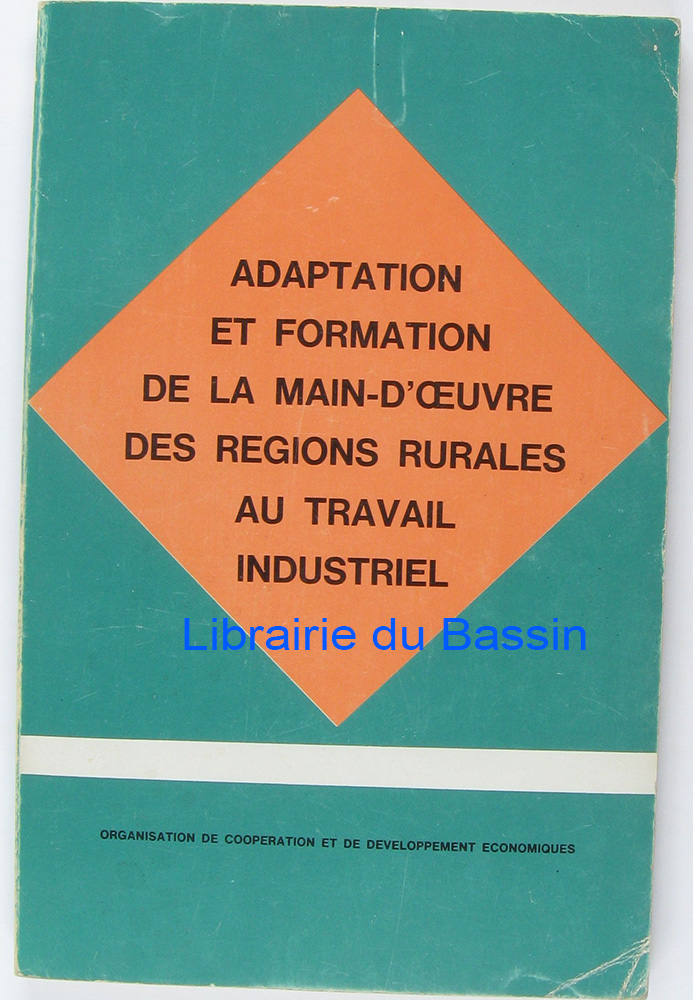 ADAPTATION
ET FORMATION
DE LA MAIN-D'ŒUVRE
DES REGIONS RURALES
AU TRAVAIL
INDUSTRIEL
Librairie du Bassin
ORGANISATION DE COOPERATION ET DE DEVELOPPEMENT ECONOMIQUES